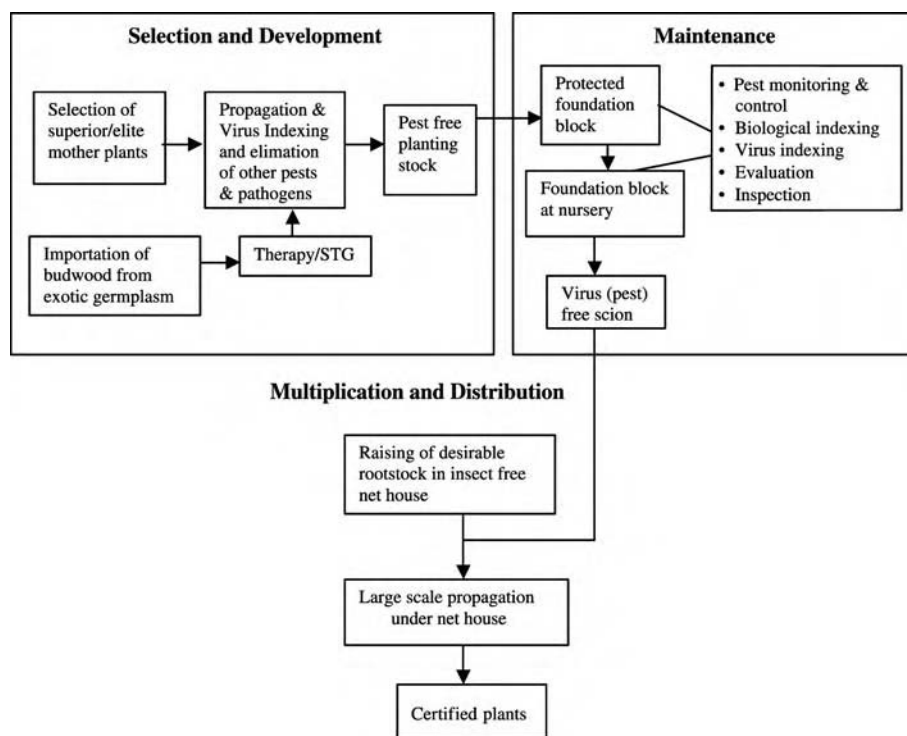 Selection and Development
Selection of
superior/elite
mother plants
Propagation &
Virus Indexing
and elimation
of other pests
& pathogens
Pest free
planting
stock
Importation of
budwood from
exotic germplasm
Therapy/STG
Maintenance
Protected
foundation
block
• Pest monitoring &
control
• Biological indexing
• Virus indexing
• Evaluation
• Inspection
Foundation block
at nursery
Virus (pest)
free scion
Multiplication and Distribution
Raising of desirable
rootstock in insect free
net house
Large scale propagation
under net house
Certified plants